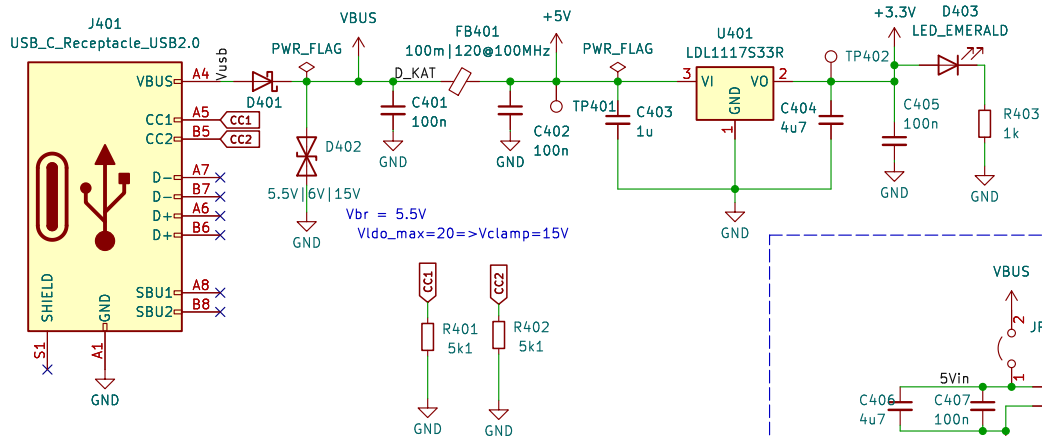 J401
USB_C_Receptacle_USB2.0
VBUS
A4
CC1
A5
CC2
B5
D-
A7
D-
B7
D+
A6
D+
B6
SBU1
A8
SBU2
B8
SHIELD
GND
S1
A1
GND
Vusb
CC1
CC2
D401
PWR_FLAG
VBUS
D_KAT
D402
5.5V|6V|15V
GND
C401
100n
GND
FB401
100m|120@100MHz
+5V
C402
100n
GND
TP401
PWR_FLAG
C403
1u
U401
LDL1117S33R
3
VI
VO
2
GND
1
GND
C404
4u7
TP402
+3.3V
C405
100n
GND
D403
LED_EMERALD
R403
1k
GND
Vbr = 5.5V
Vldo_max=20=>Vclamp=15V
CC1
R401
5k1
GND
CC2
R402
5k1
GND
VBUS
2
1
5Vin
C406
4u7
C407
100n